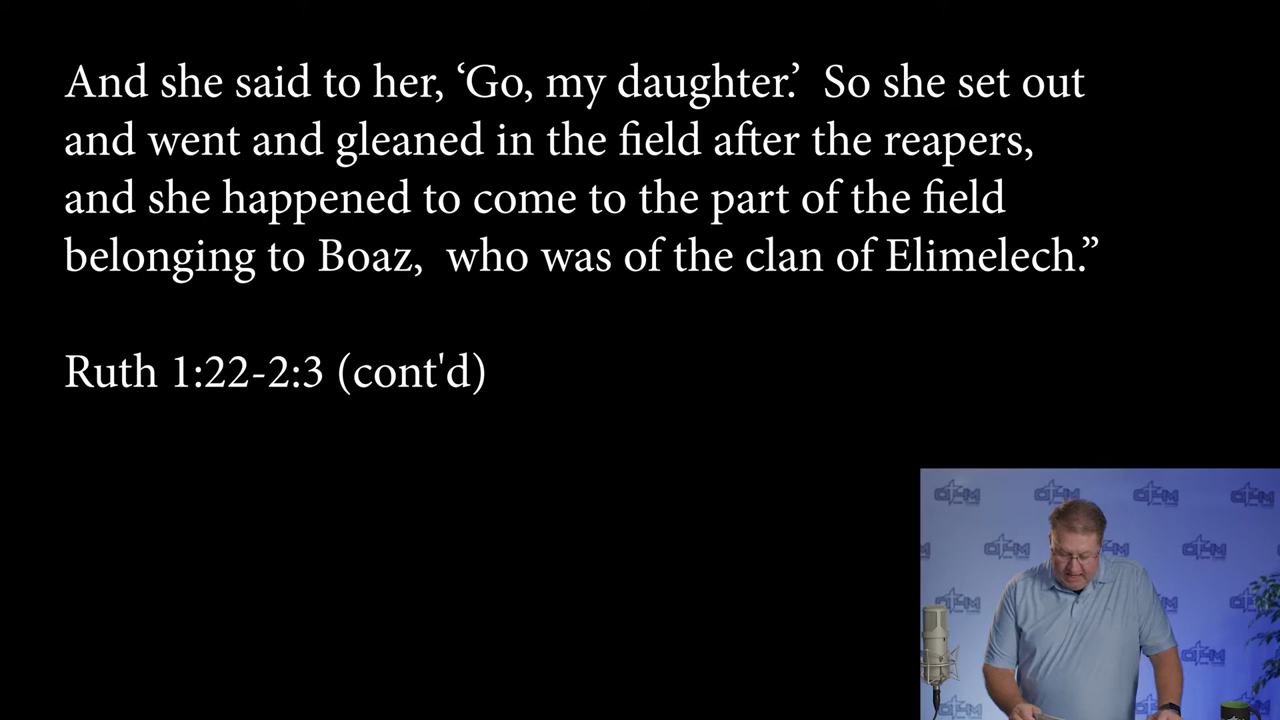 And she said to her, ‘Go, my daughter.’  So she set out
and went and gleaned in the field after the reapers,
and she happened to come to the part of the field
belonging to Boaz,  who was of the clan of Elimelech.”
Ruth 1:22-2:3 (cont'd)